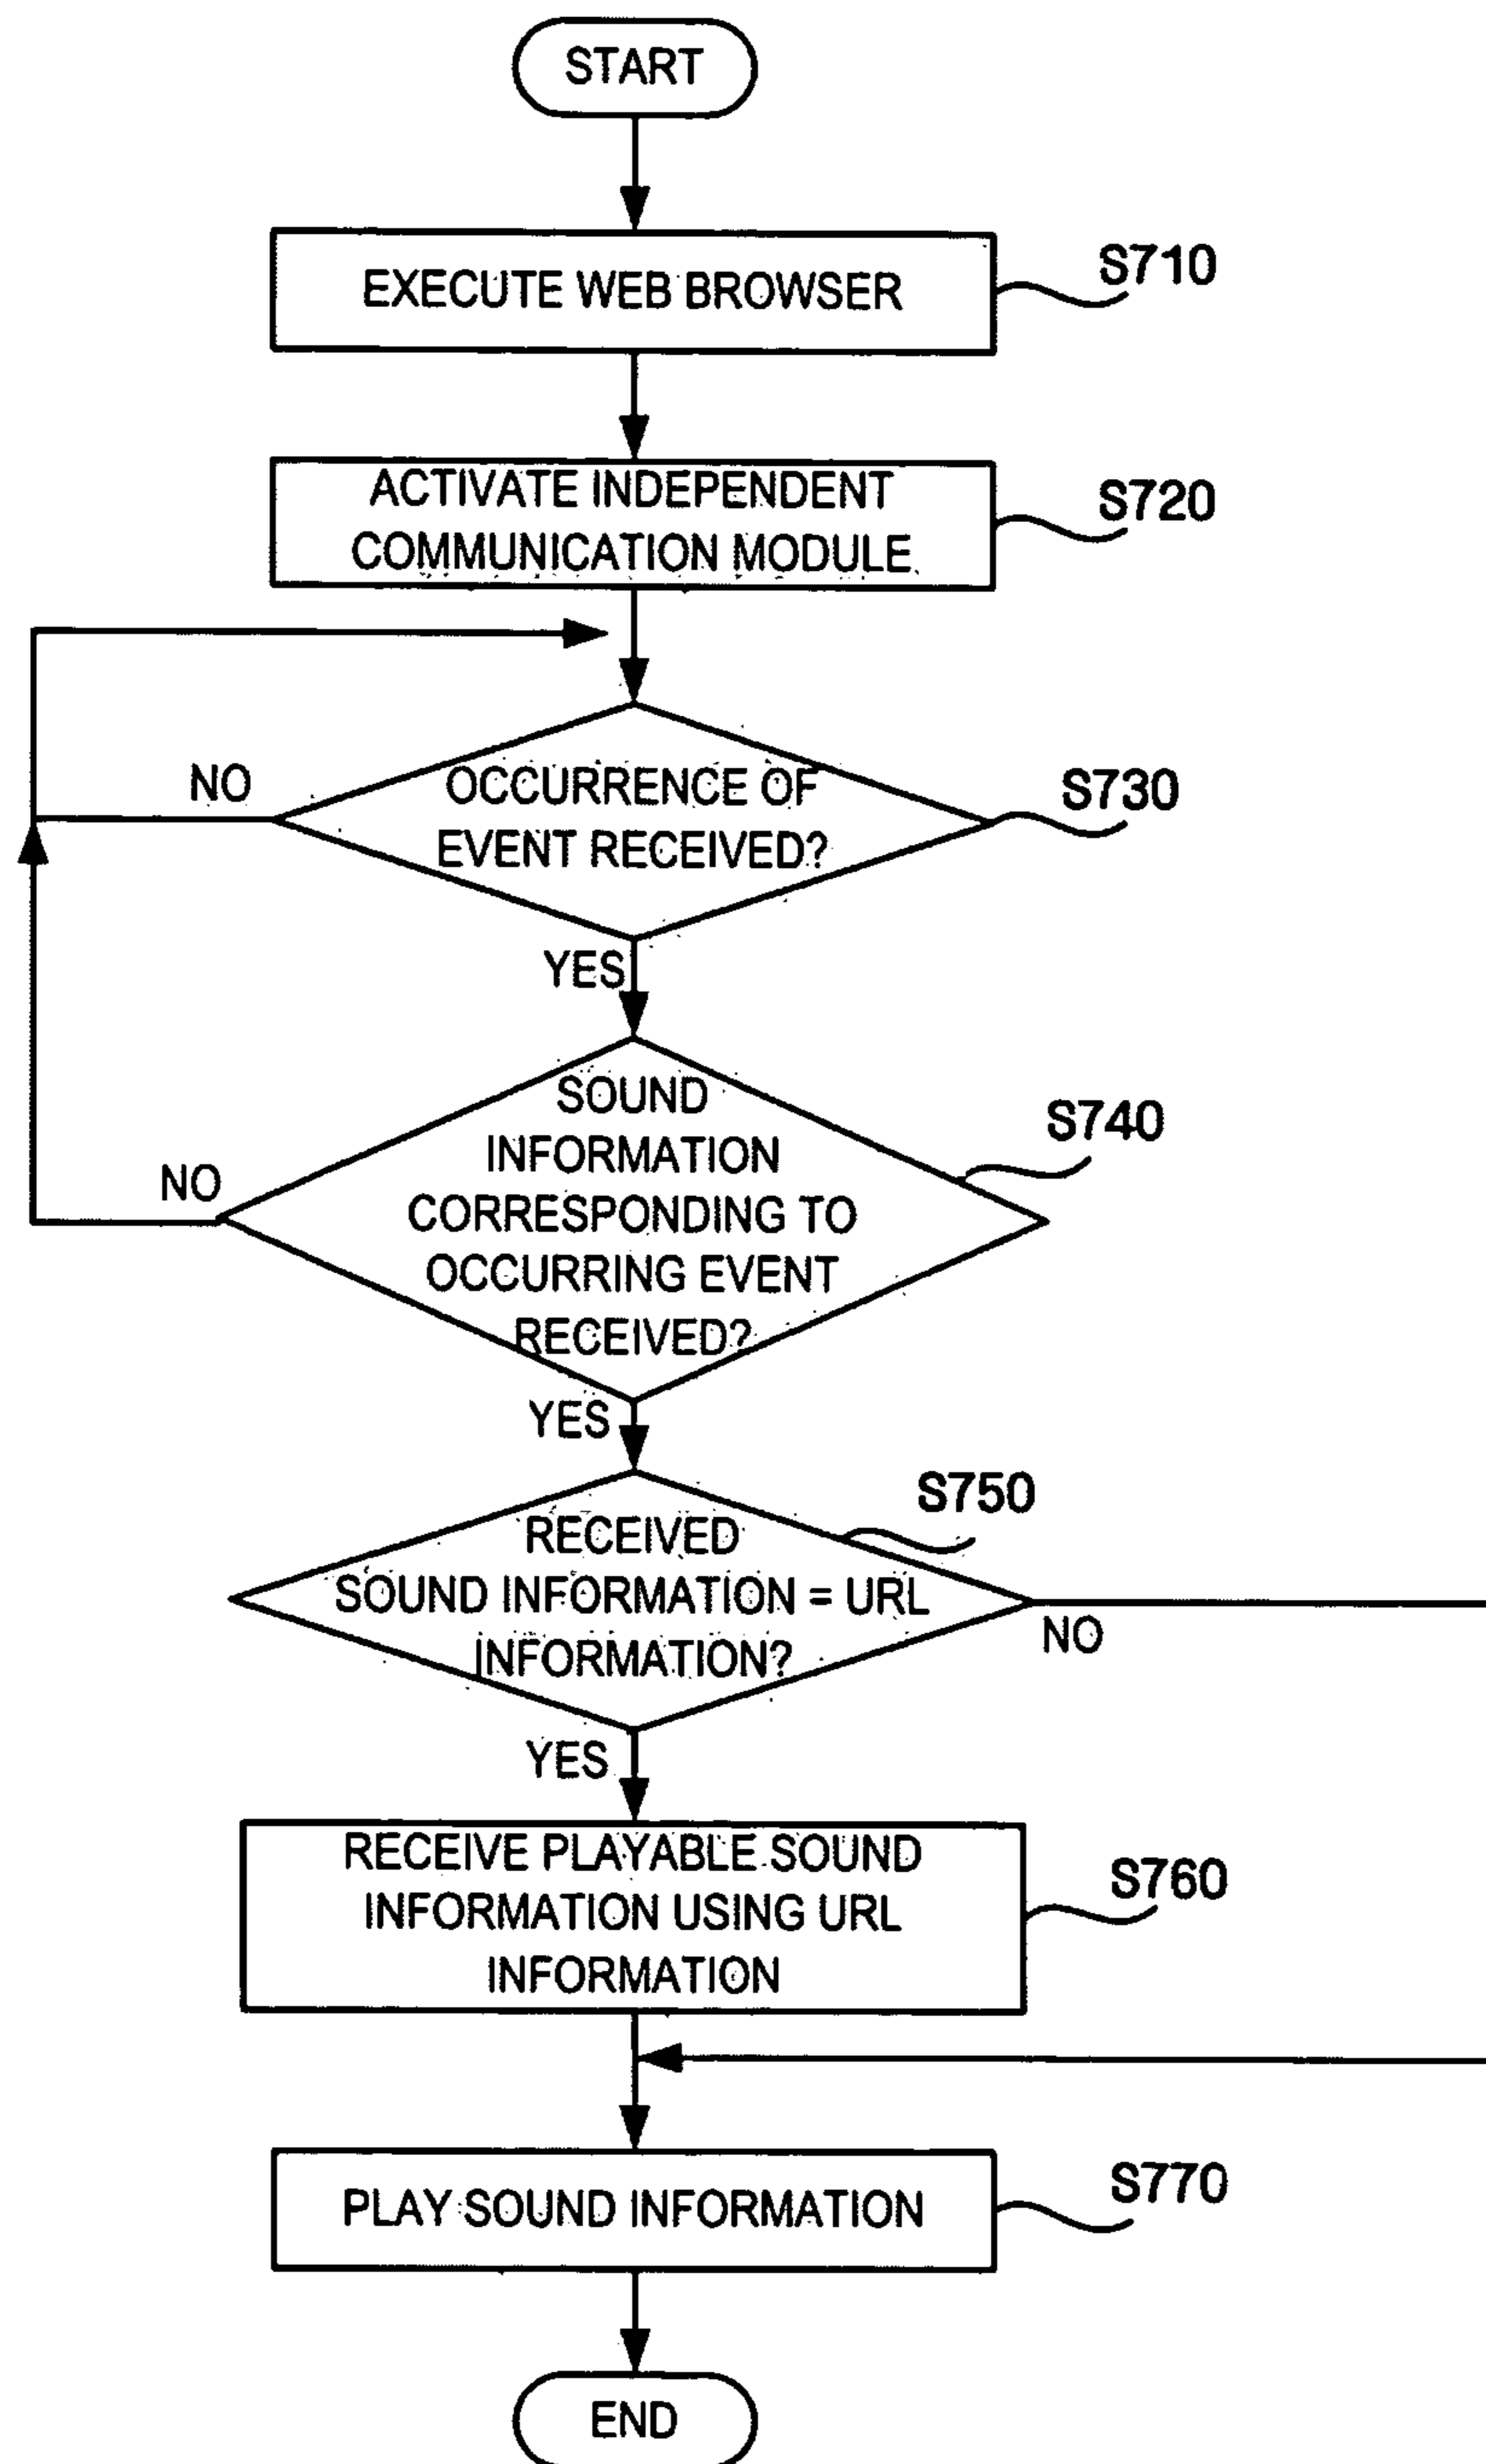 START
EXECUTE WEB BROWSER
S710
ACTIVATE INDEPENDENT
COMMUNICATION MODULE
S720
NO
OCCURRENCE OF
EVENT RECEIVED?
S730
YES
SOUND
INFORMATION
CORRESPONDING TO
OCCURRING EVENT
RECEIVED?
S740
NO
YES
RECEIVED
SOUND INFORMATION = URL
INFORMATION?
S750
NO
YES
RECEIVE PLAYABLE SOUND
INFORMATION USING URL
INFORMATION
S760
PLAY SOUND INFORMATION
S770
END